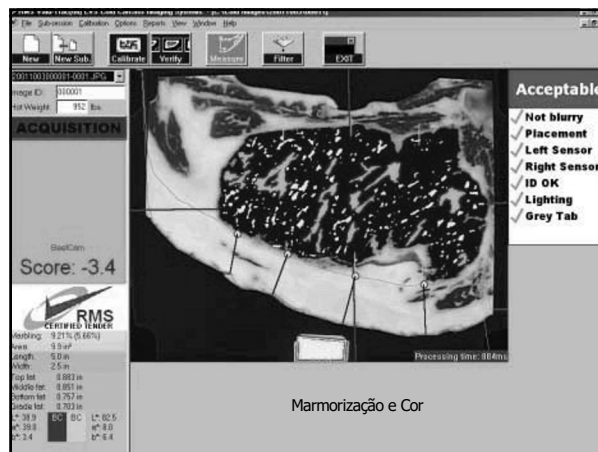 File Sub-session Calibration Options Reports View Window Help
New
New Sub.
Calibrate
Verify
Measure
Filter
EXIT
Image ID: 000001
Hot Weight: 952 lbs.
ACQUISITION
BeefCam
Score: -3.4
RMS
CERTIFIED TENDER
Marbling: 9.21% (5.66%)
Area: 9.9 in²
Length: 5.0 in
Width: 2.5 in
Top fat 0.883 in
Middle fat: 0.851 in
Bottom fat 0.757 in
Grade fat: 0.703 in
L*: 38.9 BC BC L*: 82.5
a*: 39.8 a*: 8.0
b*: 3.4 b*: 6.4
Acceptable
Not blurry
Placement
Left Sensor
Right Sensor
ID OK
Lighting
Grey Tab
Processing time: 884ms
Marmorização e Cor